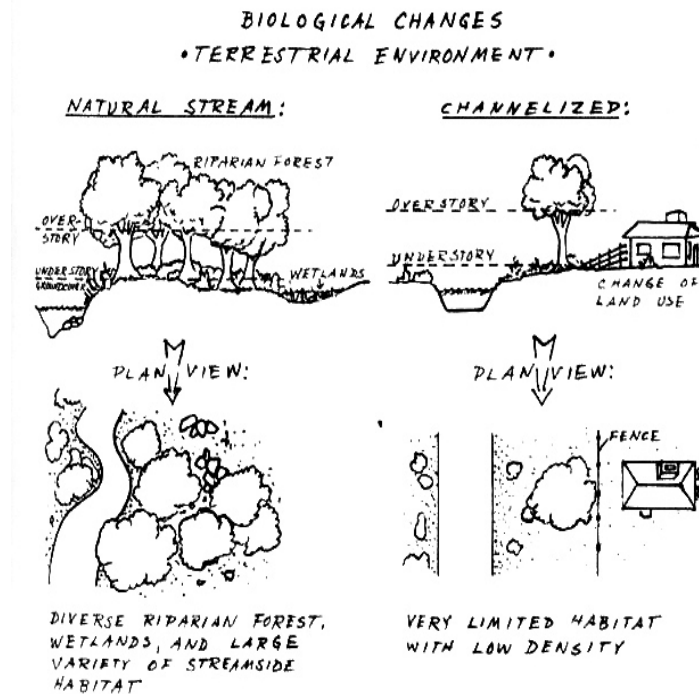 BIOLOGICAL CHANGES
•TERRESTRIAL ENVIRONMENT•
NATURAL STREAM:
RIPARIAN FOREST
OVER-
STORY
UNDERSTORY
GROUNDCOVER
WETLANDS
PLAN VIEW:
DIVERSE RIPARIAN FOREST,
WETLANDS, AND LARGE
VARIETY OF STREAMSIDE
HABITAT
CHANNELIZED:
OVERSTORY
UNDERSTORY
CHANGE OF
LAND USE
PLAN VIEW:
FENCE
VERY LIMITED HABITAT
WITH LOW DENSITY